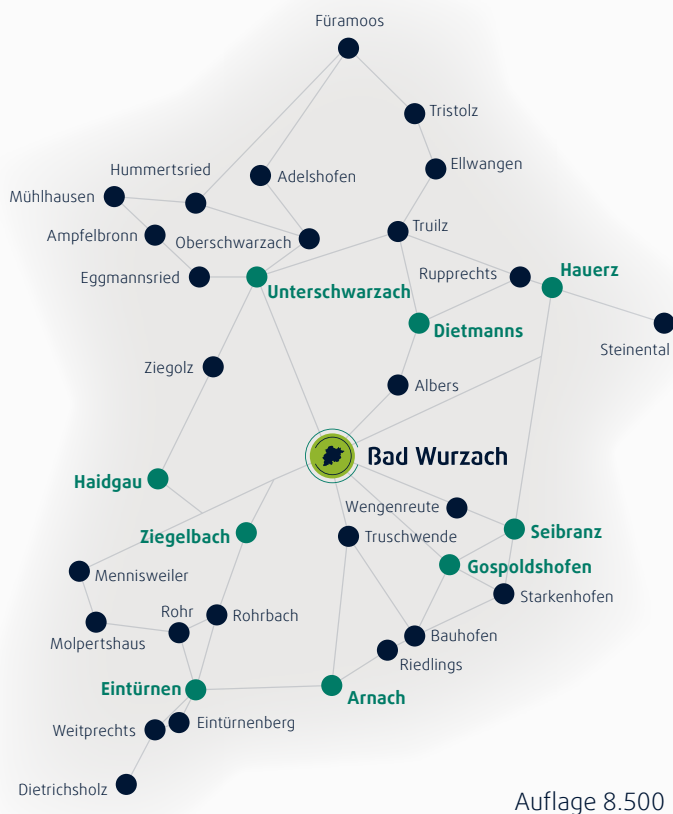 Füramoos
Tristolz
Ellwangen
Hummertsried
Adelshofen
Mühlhausen
Truilz
Ampfelbronn
Oberschwarzach
Hauerz
Rupprechts
Eggmannsried
Unterschwarzach
Dietmanns
Steinental
Ziegolz
Albers
Bad Wurzach
Haidgau
Wengenreute
Seibranz
Ziegelbach
Truschwende
Gospoldshofen
Mennisweiler
Starkenhofen
Rohr
Rohrbach
Molpertshaus
Bauhofen
Riedlings
Eintürnen
Arnach
Eintürnenberg
Weitprechts
Dietrichsholz
Auflage 8.500